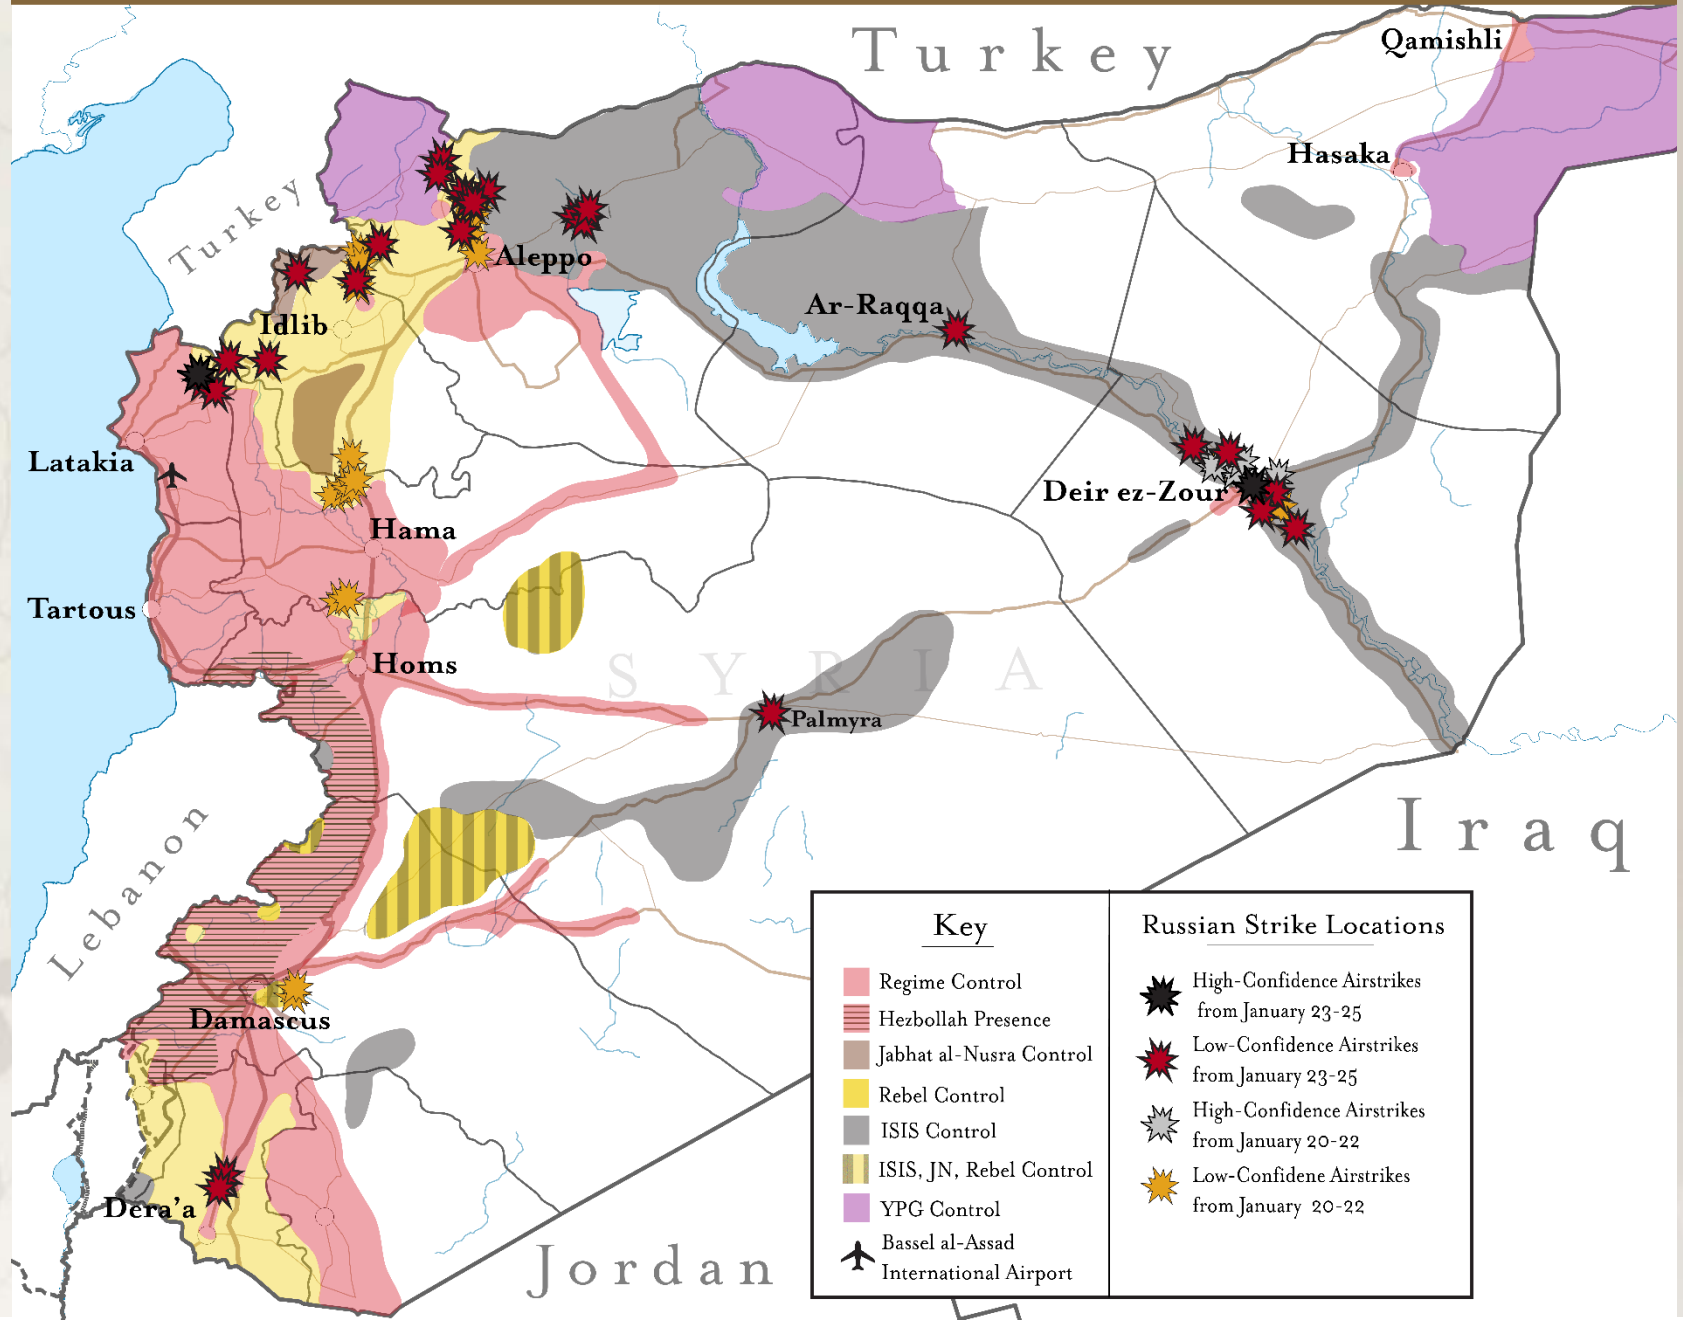 Turkey
Qamishli
Hasaka
Turkey
Aleppo
Ar-Raqqa
Idlib
Latakia
Deir ez-Zour
Hama
Tartous
Homs
SYRIA
Palmyra
Lebanon
Iraq
Damascus
Dera'a
Jordan
Key
Regime Control
Hezbollah Presence
Jabhat al-Nusra Control
Rebel Control
ISIS Control
ISIS, JN, Rebel Control
YPG Control
Bassel al-Assad
International Airport
Russian Strike Locations
High-Confidence Airstrikes
from January 23-25
Low-Confidence Airstrikes
from January 23-25
High-Confidence Airstrikes
from January 20-22
Low-Confidene Airstrikes
from January 20-22